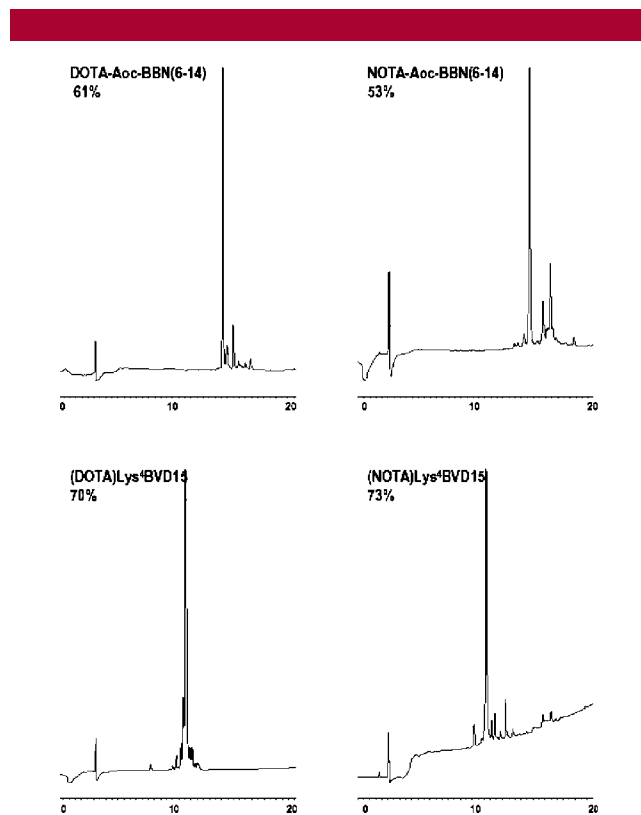 DOTA-Aoc-BBN(6-14)
61%
NOTA-Aoc-BBN(6-14)
53%
0 10 20
0 10 20
(DOTA)Lys⁴BVD15
70%
(NOTA)Lys⁴BVD15
73%
0 10 20
0 10 20